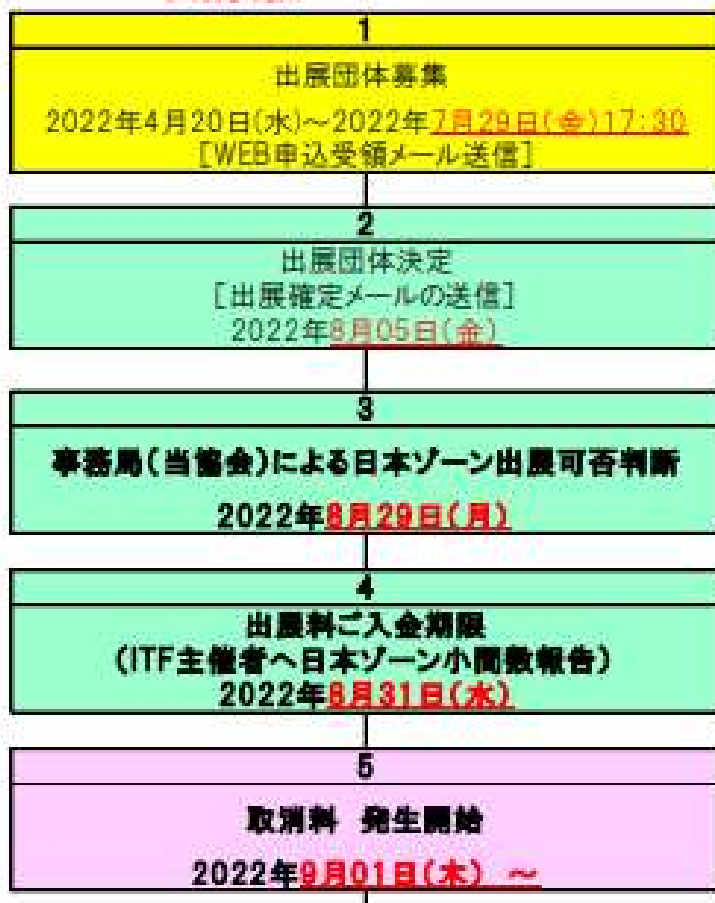 1
出展団体募集
2022年4月20日(水)～2022年7月29日(金)17:30
[WEB申込受領メール送信]
2
出展団体決定
[出展確定メールの送信]
2022年8月05日(金)
3
事務局(当協会)による日本ゾーン出展可否判断
2022年8月29日(月)
4
出展料ご入金期限
(ITF主催者へ日本ゾーン小間数報告)
2022年8月31日(水)
5
取消料 発生開始
2022年9月01日(木) ～